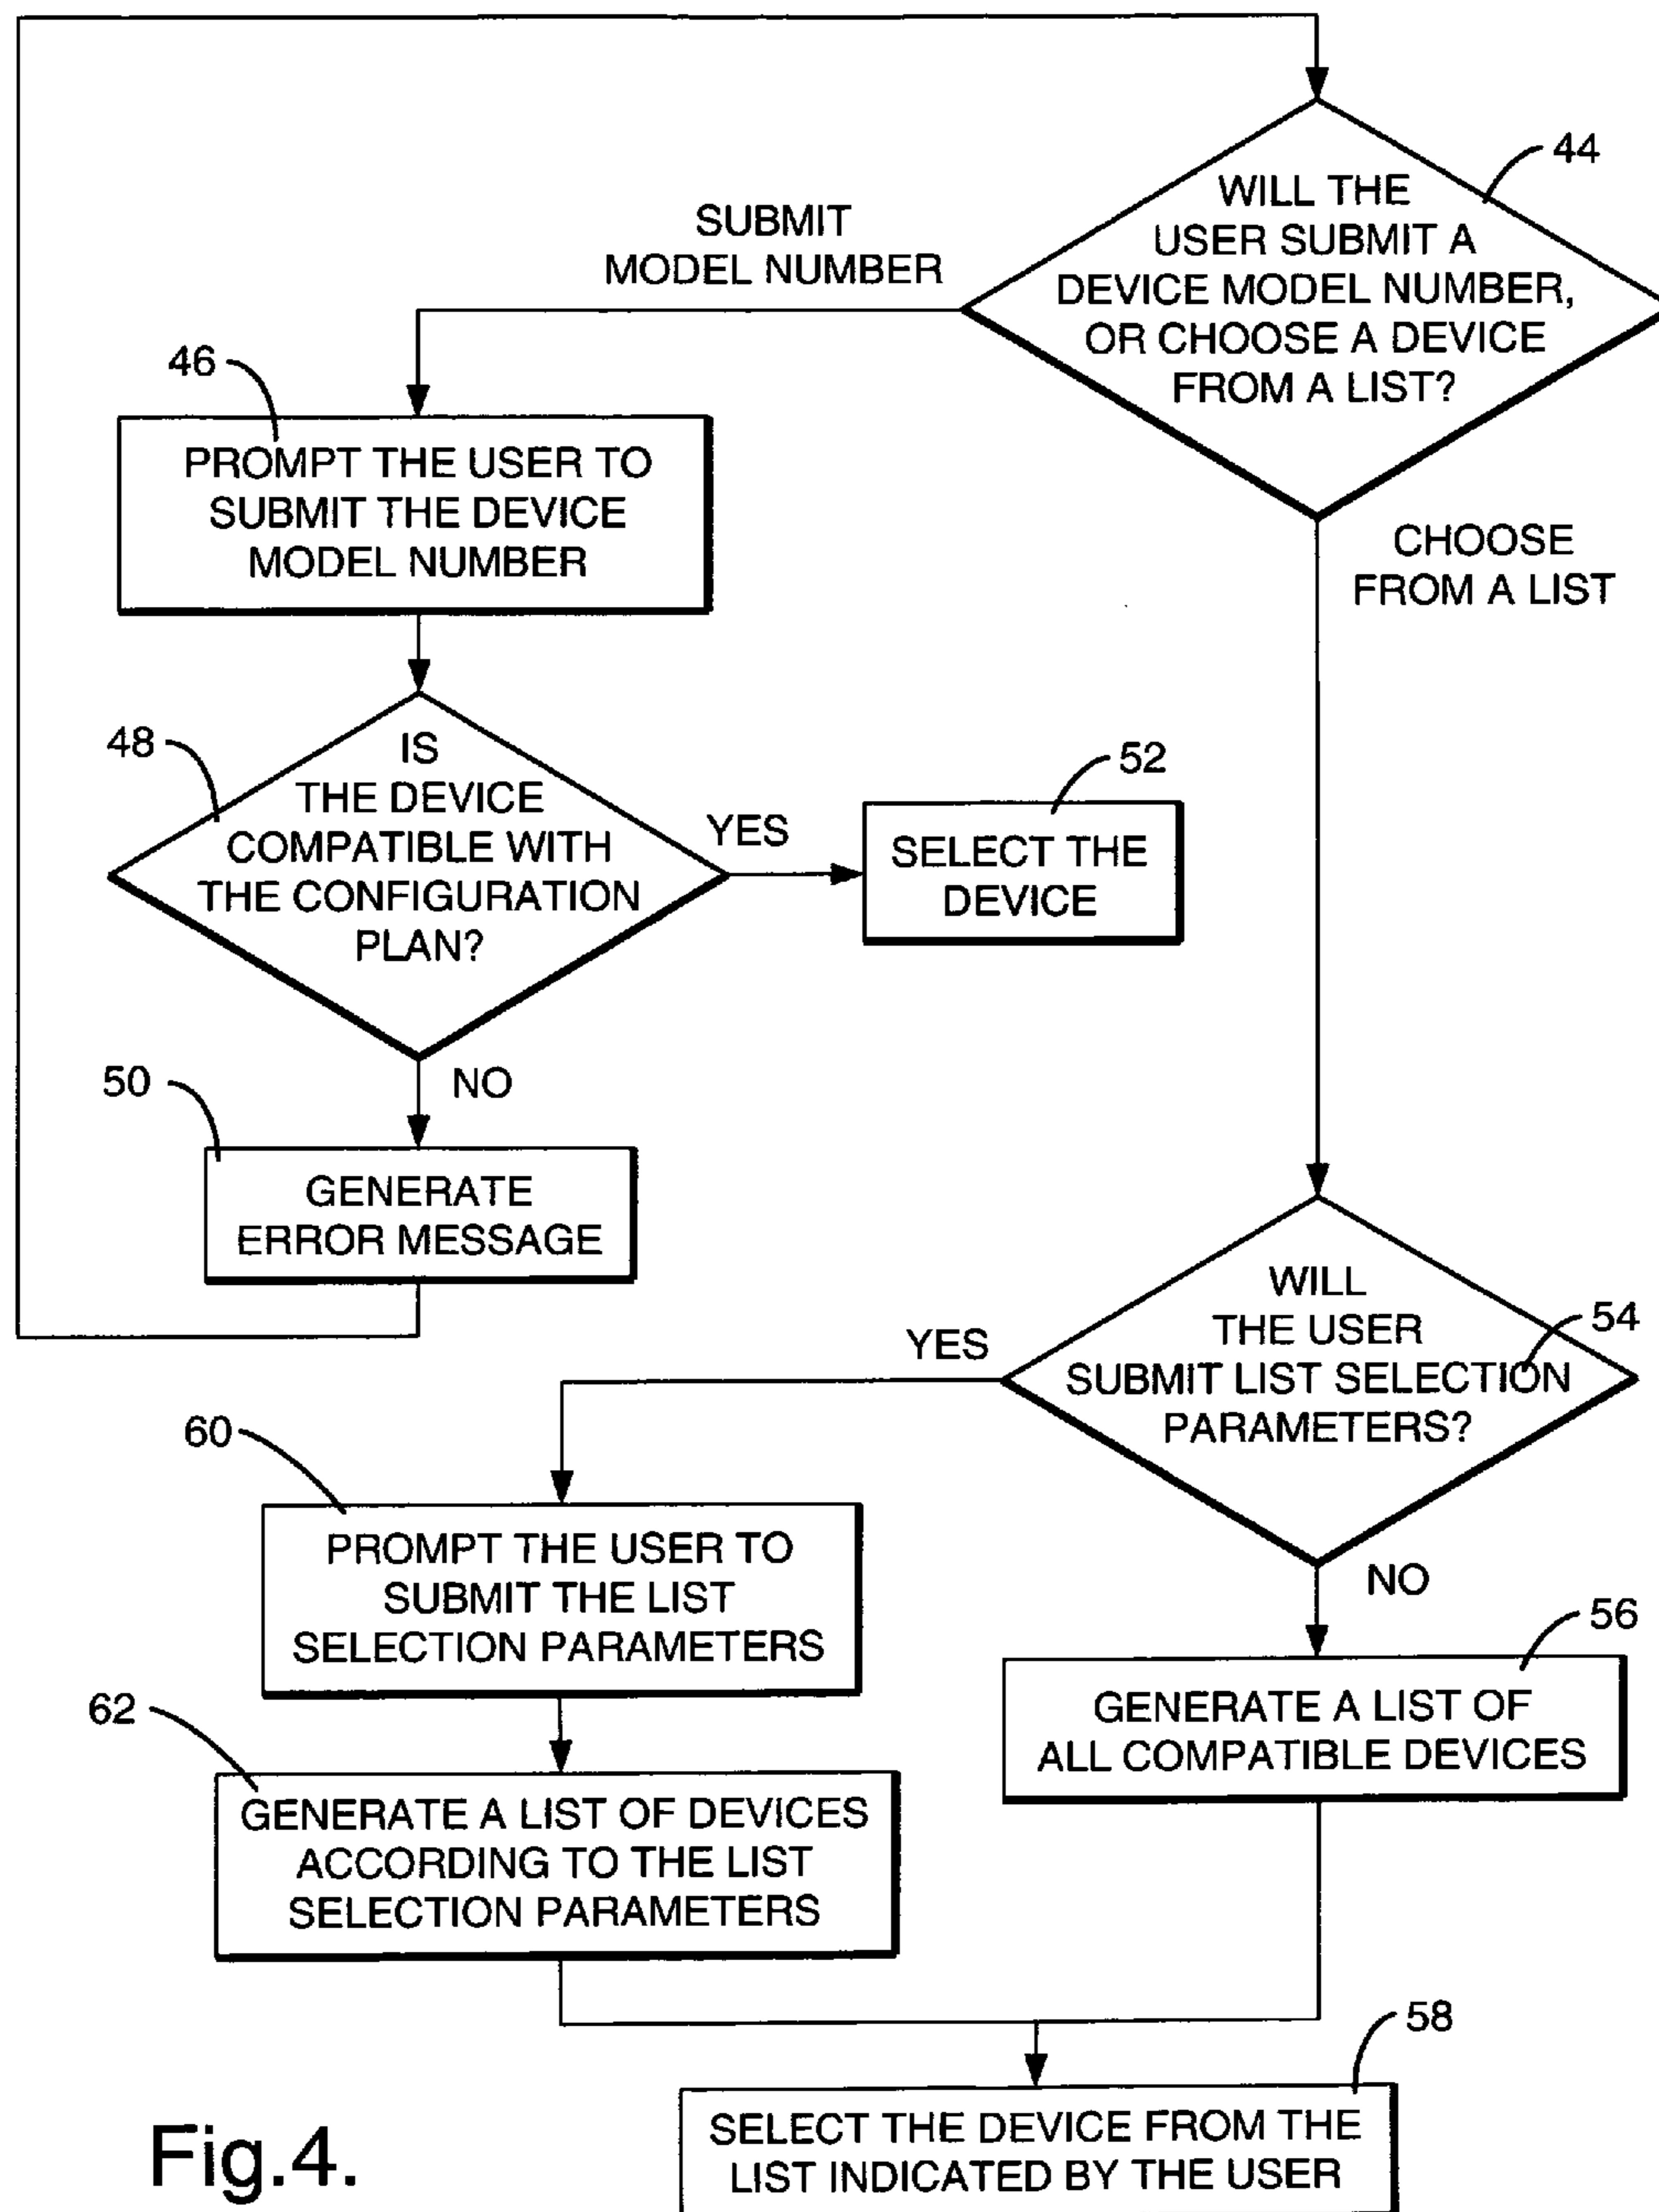 44
WILL THE
USER SUBMIT A
DEVICE MODEL NUMBER,
OR CHOOSE A DEVICE
FROM A LIST?
SUBMIT
MODEL NUMBER
46
PROMPT THE USER TO
SUBMIT THE DEVICE
MODEL NUMBER
CHOOSE
FROM A LIST
48
IS
THE DEVICE
COMPATIBLE WITH
THE CONFIGURATION
PLAN?
YES
52
SELECT THE
DEVICE
NO
50
GENERATE
ERROR MESSAGE
WILL
THE USER
SUBMIT LIST SELECTION
PARAMETERS?
54
YES
60
PROMPT THE USER TO
SUBMIT THE LIST
SELECTION PARAMETERS
NO
56
GENERATE A LIST OF
ALL COMPATIBLE DEVICES
62
GENERATE A LIST OF DEVICES
ACCORDING TO THE LIST
SELECTION PARAMETERS
58
SELECT THE DEVICE FROM THE
LIST INDICATED BY THE USER
Fig.4.